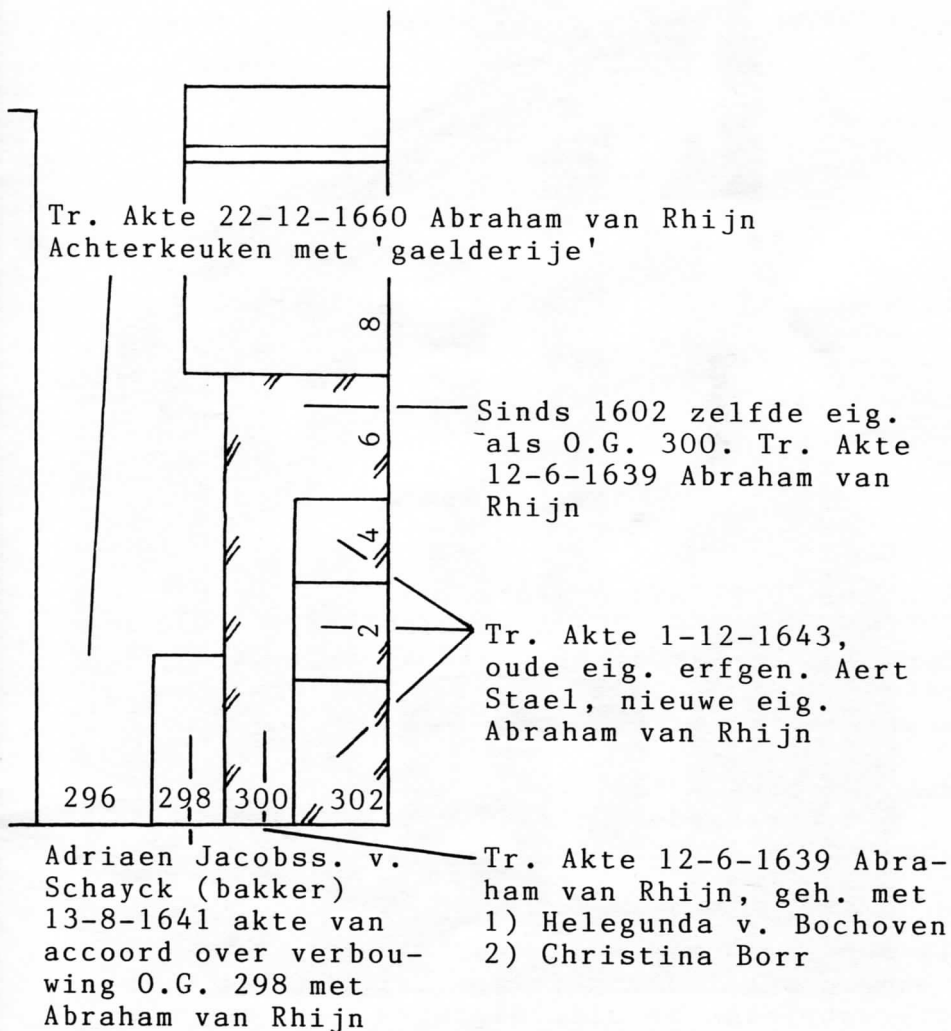 Tr. Akte 22-12-1660 Abraham van Rhijn
Achterkeuken met 'gaelderije'
8
6
Sinds 1602 zelfde eig.
als O.G. 300. Tr. Akte
12-6-1639 Abraham van
Rhijn
4
2
Tr. Akte 1-12-1643,
oude eig. erfgen. Aert
Stael, nieuwe eig.
Abraham van Rhijn
296
298
300
302
Adriaen Jacobss. v.
Schayck (bakker)
13-8-1641 akte van
accoord over verbou-
wing O.G. 298 met
Abraham van Rhijn
Tr. Akte 12-6-1639 Abra-
ham van Rhijn, geh. met
1) Helegunda v. Bochoven
2) Christina Borr